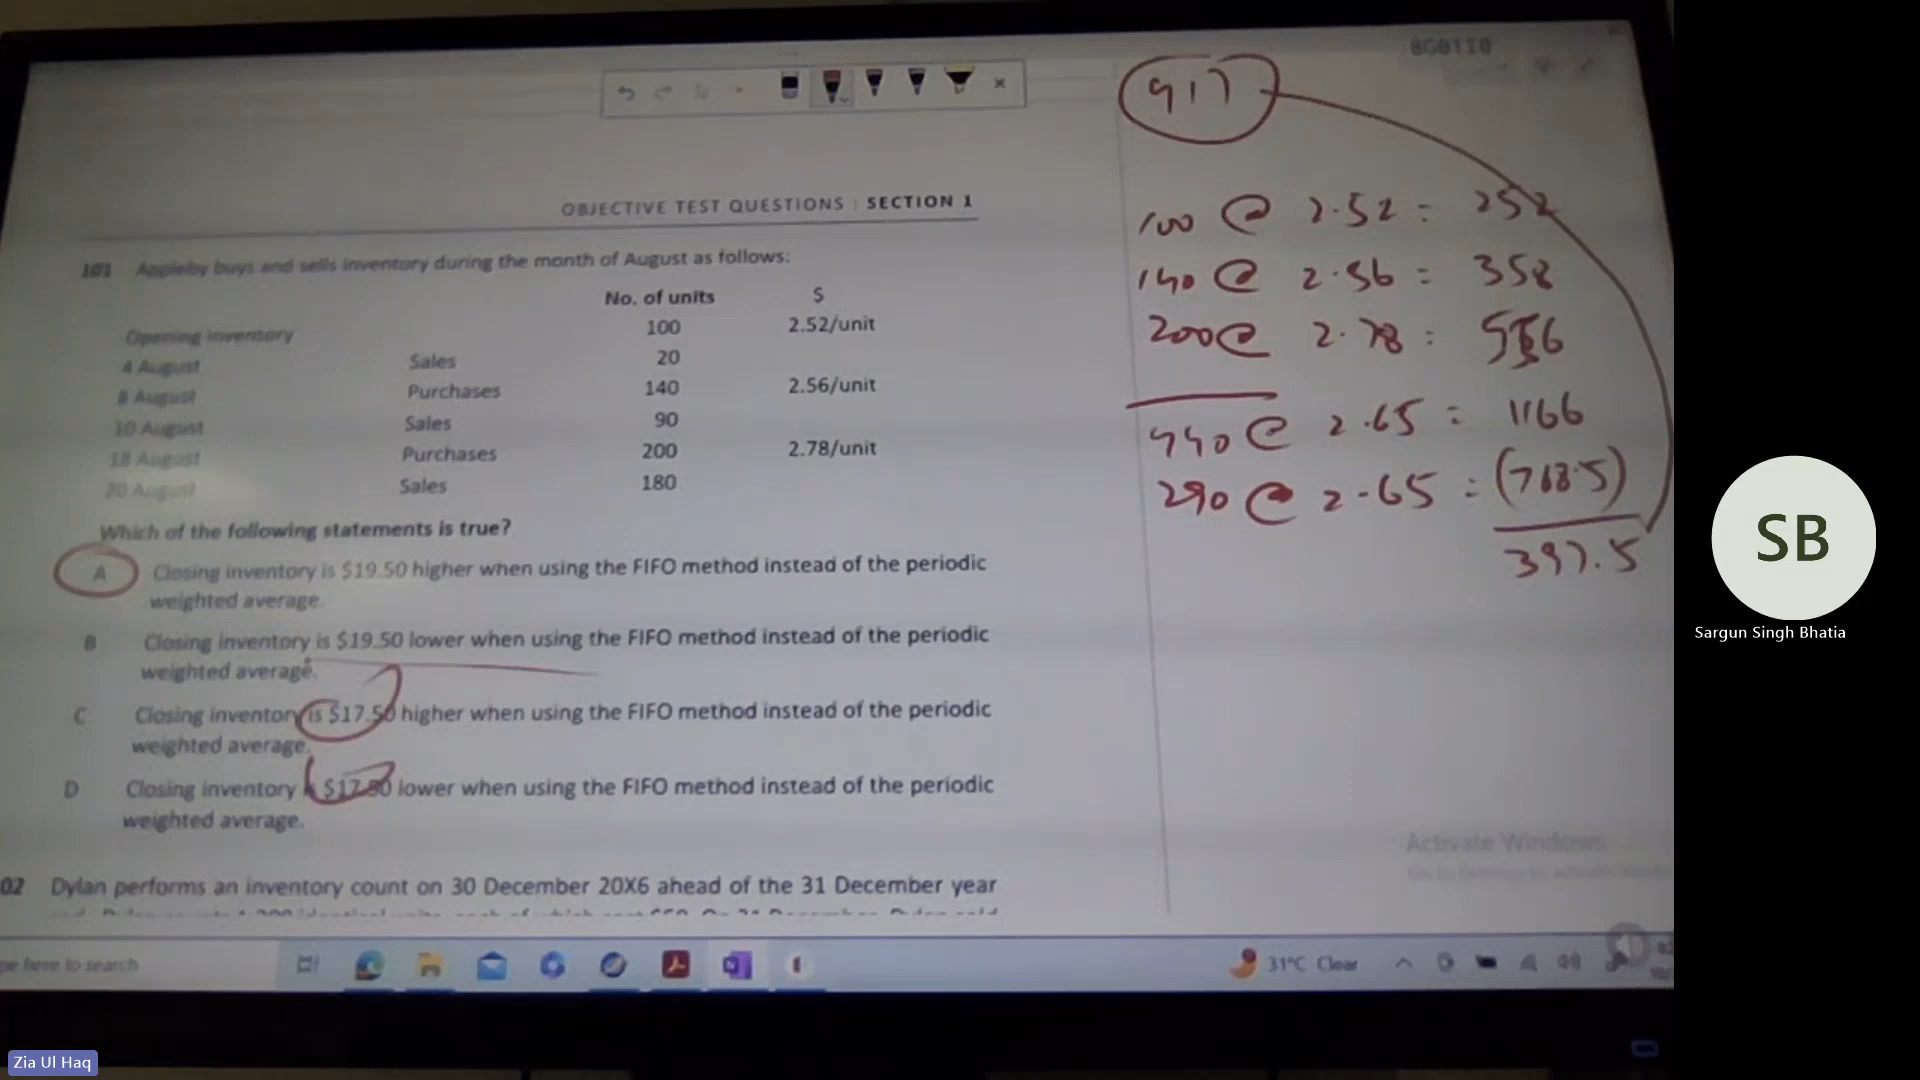 8G0110
417
OBJECTIVE TEST QUESTIONS : SECTION 1
101 Appleby buys and sells inventory during the month of August as follows:
No. of units $
Opening inventory 100 2.52/unit
4 August Sales 20
8 August Purchases 140 2.56/unit
10 August Sales 90
18 August Purchases 200 2.78/unit
20 August Sales 180
Which of the following statements is true?
A Closing inventory is $19.50 higher when using the FIFO method instead of the periodic
weighted average.
B Closing inventory is $19.50 lower when using the FIFO method instead of the periodic
weighted average.
C Closing inventory is $17.50 higher when using the FIFO method instead of the periodic
weighted average.
D Closing inventory is $17.50 lower when using the FIFO method instead of the periodic
weighted average.
02 Dylan performs an inventory count on 30 December 20X6 ahead of the 31 December year
100 @ 2.52 = 252
140 @ 2.56 = 358
200 @ 2.78 = 556
440 @ 2.65 = 1166
290 @ 2.65 = (768.5)
397.5
Activate Windows
pe here to search
31°C Clear
SB
Sargun Singh Bhatia
Zia Ul Haq